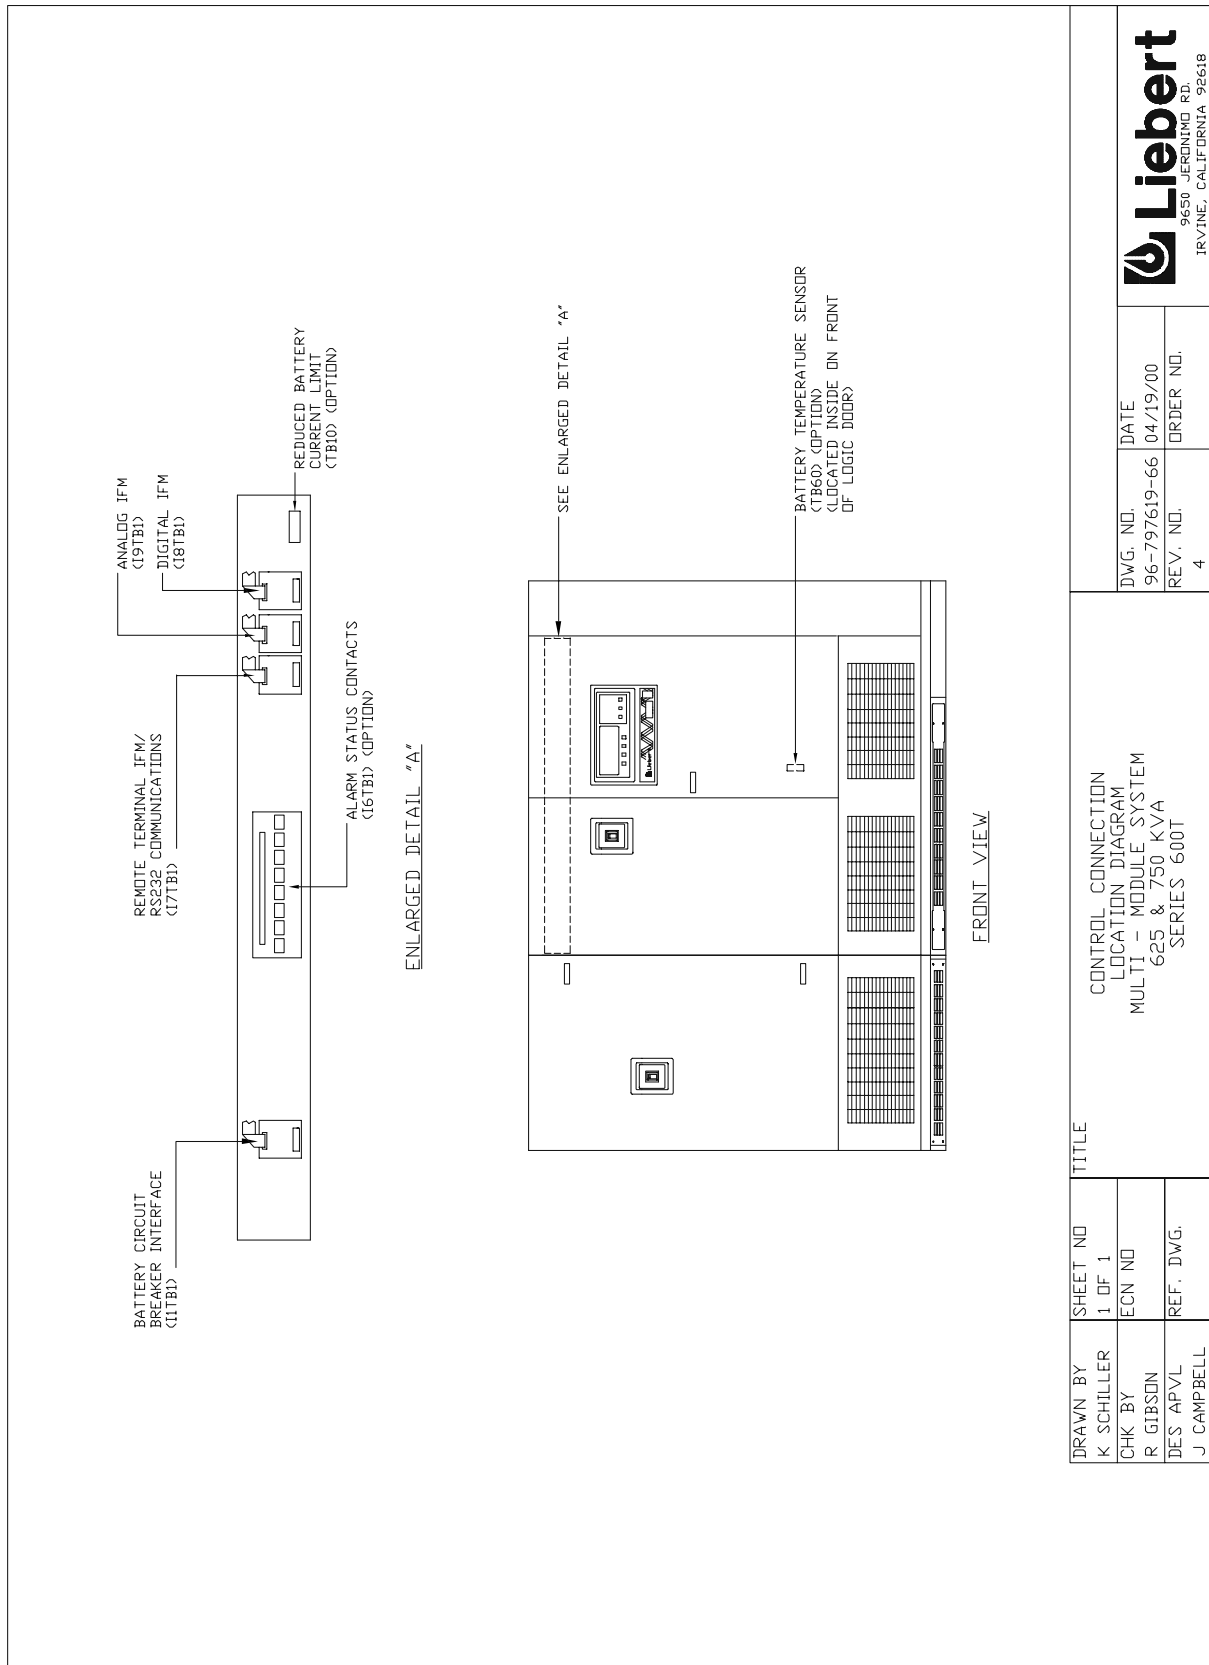 BATTERY CIRCUIT
BREAKER INTERFACE
(I1TB1)
REMOTE TERMINAL IFM/
RS232 COMMUNICATIONS
(I7TB1)
ANALOG IFM
(I9TB1)
DIGITAL IFM
(I8TB1)
REDUCED BATTERY
CURRENT LIMIT
(TB10) (OPTION)
ALARM STATUS CONTACTS
(I6TB1) (OPTION)
ENLARGED DETAIL "A"
SEE ENLARGED DETAIL "A"
Liebert
BATTERY TEMPERATURE SENSOR
(TB60) (OPTION)
(LOCATED INSIDE ON FRONT
OF LOGIC DOOR)
FRONT VIEW
DRAWN BY
K SCHILLER
CHK BY
R GIBSON
DES APVL
J CAMPBELL
SHEET NO
1 OF 1
ECN NO
REF. DWG.
TITLE
CONTROL CONNECTION
LOCATION DIAGRAM
MULTI - MODULE SYSTEM
625 & 750 KVA
SERIES 600T
DWG. NO.
96-797619-66
REV. NO.
4
DATE
04/19/00
ORDER NO.
Liebert
9650 JERONIMO RD.
IRVINE, CALIFORNIA 92618